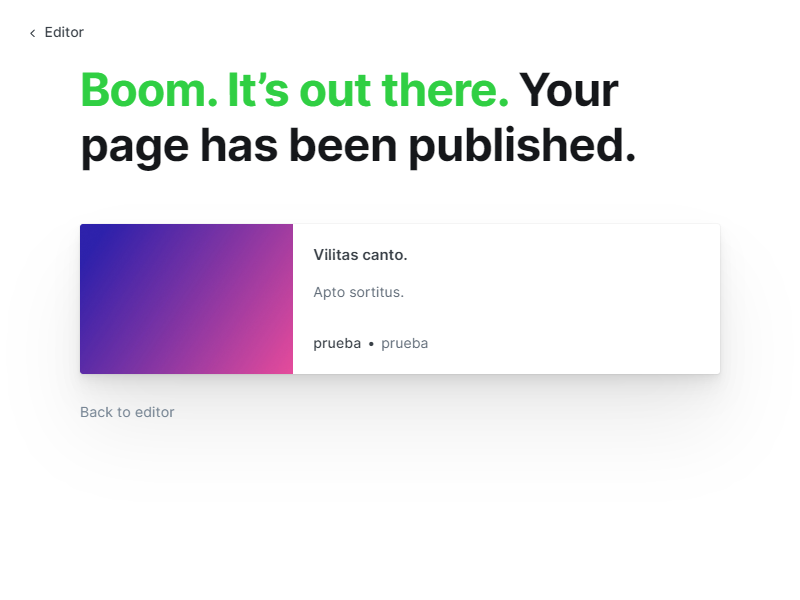 Editor
Boom. It’s out there. Your
page has been published.
Vilitas canto.
Apto sortitus.
prueba • prueba
Back to editor